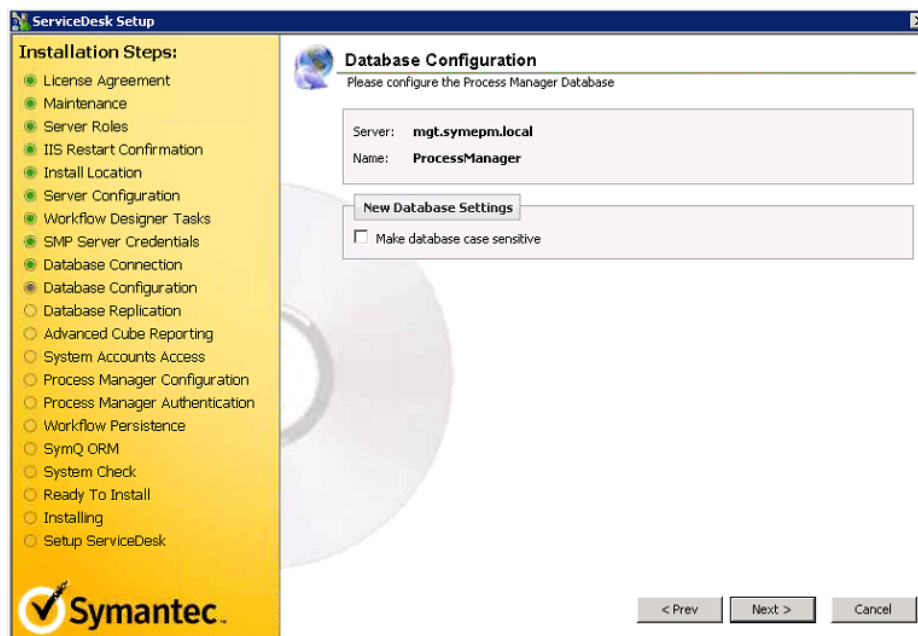 ServiceDesk Setup
Installation Steps:
License Agreement
Maintenance
Server Roles
IIS Restart Confirmation
Install Location
Server Configuration
Workflow Designer Tasks
SMP Server Credentials
Database Connection
Database Configuration
Database Replication
Advanced Cube Reporting
System Accounts Access
Process Manager Configuration
Process Manager Authentication
Workflow Persistence
SymQ ORM
System Check
Ready To Install
Installing
Setup ServiceDesk
Symantec.
Database Configuration
Please configure the Process Manager Database
Server: mgt.symepm.local
Name: ProcessManager
New Database Settings
Make database case sensitive
< Prev Next > Cancel